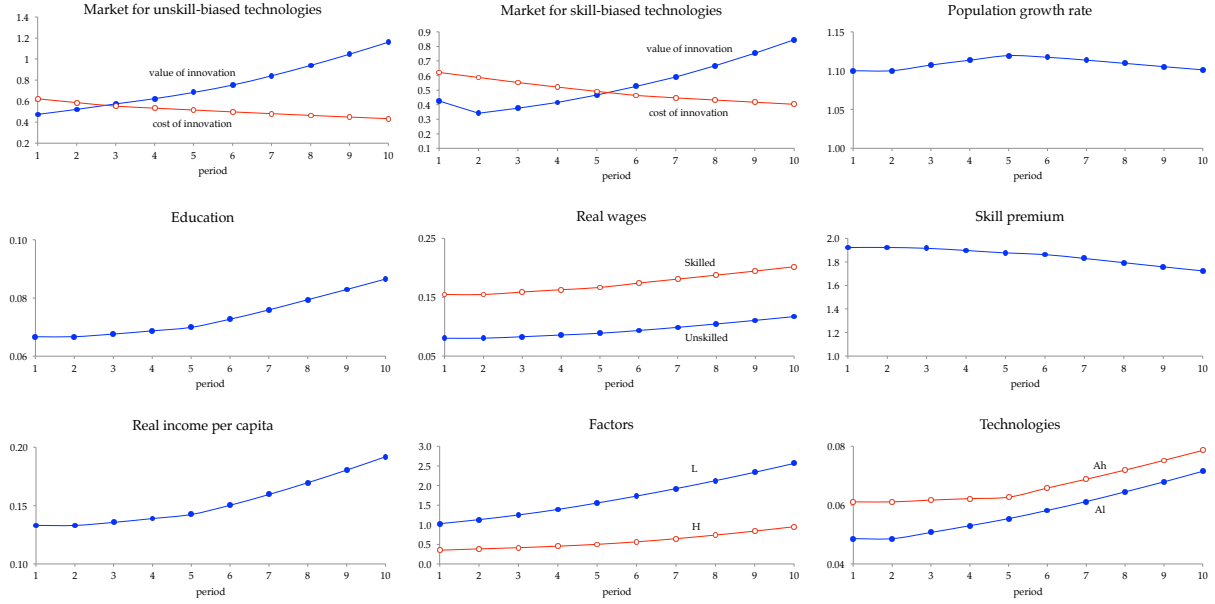 Market for unskill-biased technologies
1.4
1.2
1
0.8
0.6
0.4
0.2
value of innovation
cost of innovation
1 2 3 4 5 6 7 8 9 10
period
Market for skill-biased technologies
0.9
0.8
0.7
0.6
0.5
0.4
0.3
0.2
0.1
value of innovation
cost of innovation
1 2 3 4 5 6 7 8 9 10
period
Population growth rate
1.15
1.10
1.05
1.00
1 2 3 4 5 6 7 8 9 10
period
Education
0.10
0.08
0.06
1 2 3 4 5 6 7 8 9 10
period
Real wages
0.25
0.15
0.05
Skilled
Unskilled
1 2 3 4 5 6 7 8 9 10
period
Skill premium
2.0
1.8
1.6
1.4
1.2
1.0
1 2 3 4 5 6 7 8 9 10
period
Real income per capita
0.20
0.15
0.10
1 2 3 4 5 6 7 8 9 10
period
Factors
3.0
2.5
2.0
1.5
1.0
0.5
0.0
L
H
1 2 3 4 5 6 7 8 9 10
period
Technologies
0.08
0.06
0.04
Ah
Al
1 2 3 4 5 6 7 8 9 10
period